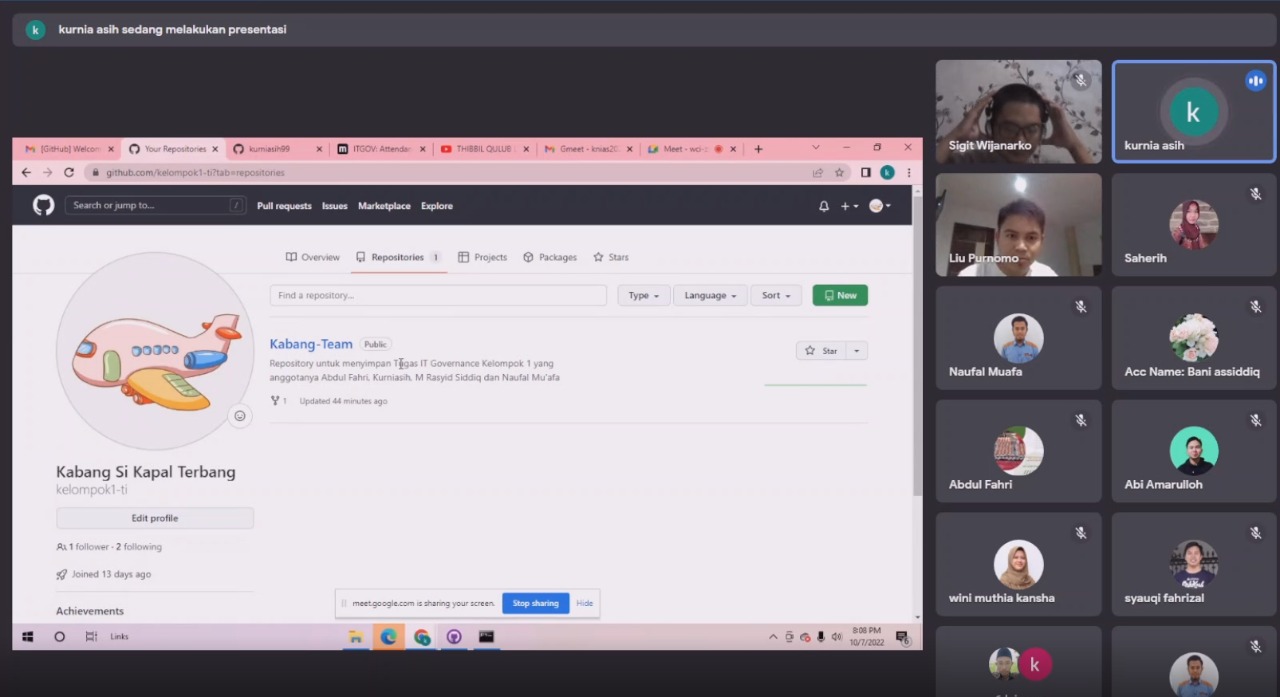 k
kurnia asih sedang melakukan presentasi
[GitHub] Welcom
Your Repositories
kurniasih99
ITGOV: Attendan
THIBBIL QULUB
Gmeet - knias20
Meet - wci-
github.com/kelompok1-ti?tab=repositories
k
Search or jump to...
/
Pull requests
Issues
Marketplace
Explore
Overview
Repositories 1
Projects
Packages
Stars
Find a repository...
Type
Language
Sort
New
Kabang-Team Public
Repository untuk menyimpan Tugas IT Governance Kelompok 1 yang
anggotanya Abdul Fahri, Kurniasih, M Rasyid Siddiq dan Naufal Mu'afa
1 Updated 44 minutes ago
Star
Kabang Si Kapal Terbang
kelompok1-ti
Edit profile
1 follower · 2 following
Joined 13 days ago
Achievements
meet.google.com is sharing your screen.
Stop sharing
Hide
Links
8:08 PM
10/7/2022
6
Sigit Wijanarko
k
kurnia asih
Liu Purnomo
Saherih
Naufal Muafa
Acc Name: Bani assiddiq
Abdul Fahri
Abi Amarulloh
wini muthia kansha
syauqi fahrizal
k